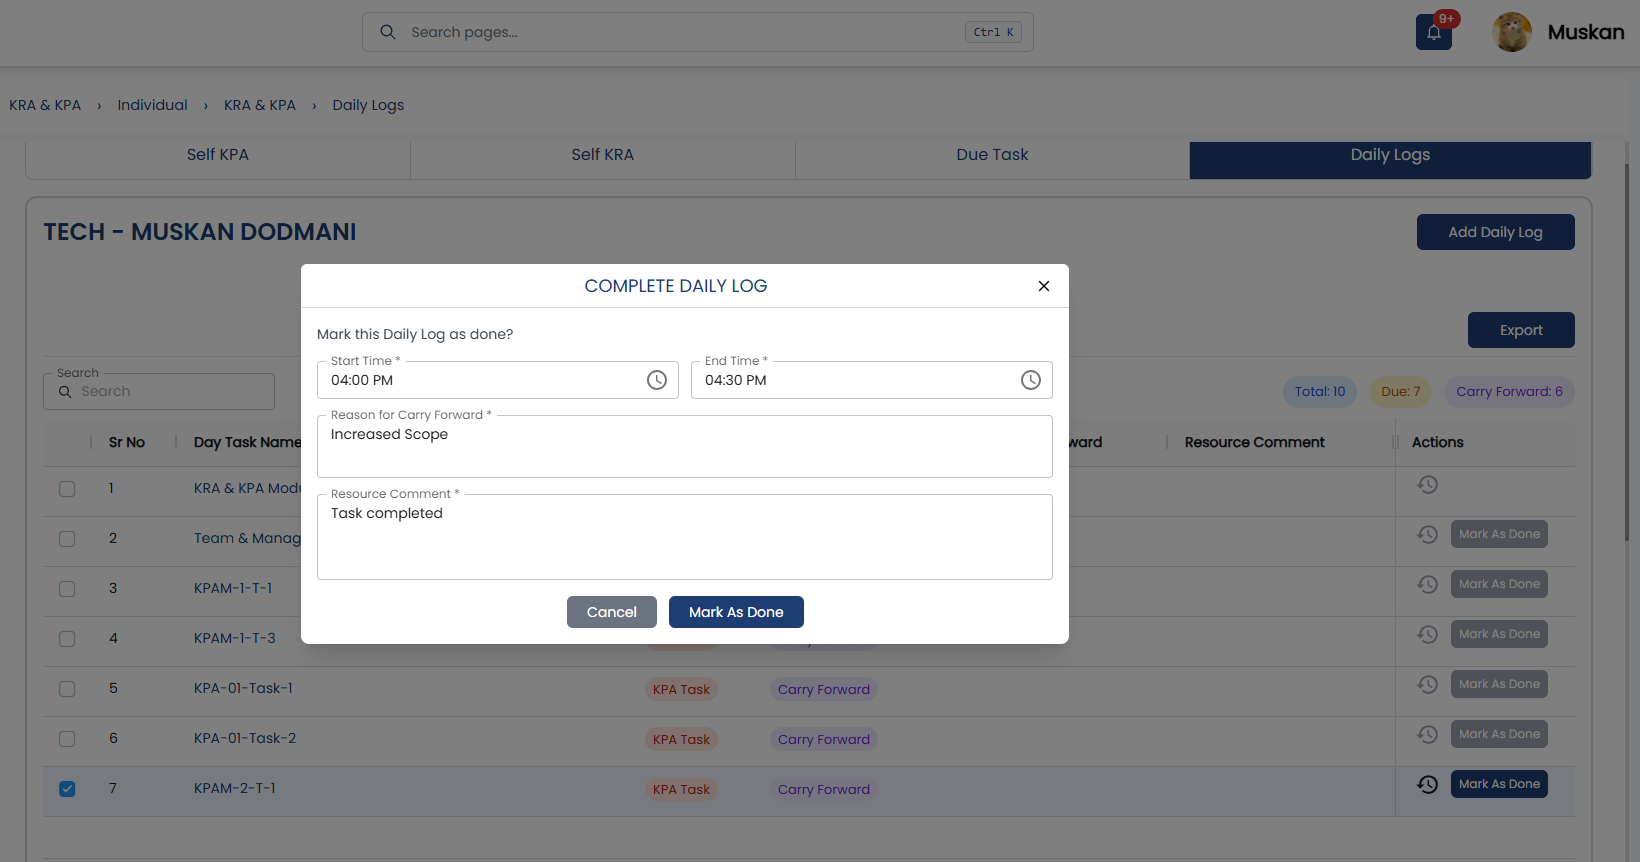 Search pages...
Ctrl K
9+
Muskan
KRA & KPA › Individual › KRA & KPA › Daily Logs
Self KPA
Self KRA
Due Task
Daily Logs
TECH - MUSKAN DODMANI
Add Daily Log
COMPLETE DAILY LOG
Mark this Daily Log as done?
Export
Start Time *
04:00 PM
End Time *
04:30 PM
Search
Search
Total: 10
Due: 7
Carry Forward: 6
Reason for Carry Forward *
Increased Scope
Sr No
Day Task Name
ward
Resource Comment
Actions
1
KRA & KPA Modu
Resource Comment *
Task completed
2
Team & Manag
Mark As Done
3
KPAM-1-T-1
Mark As Done
Cancel
Mark As Done
4
KPAM-1-T-3
Mark As Done
5
KPA-01-Task-1
KPA Task
Carry Forward
Mark As Done
6
KPA-01-Task-2
KPA Task
Carry Forward
Mark As Done
7
KPAM-2-T-1
KPA Task
Carry Forward
Mark As Done